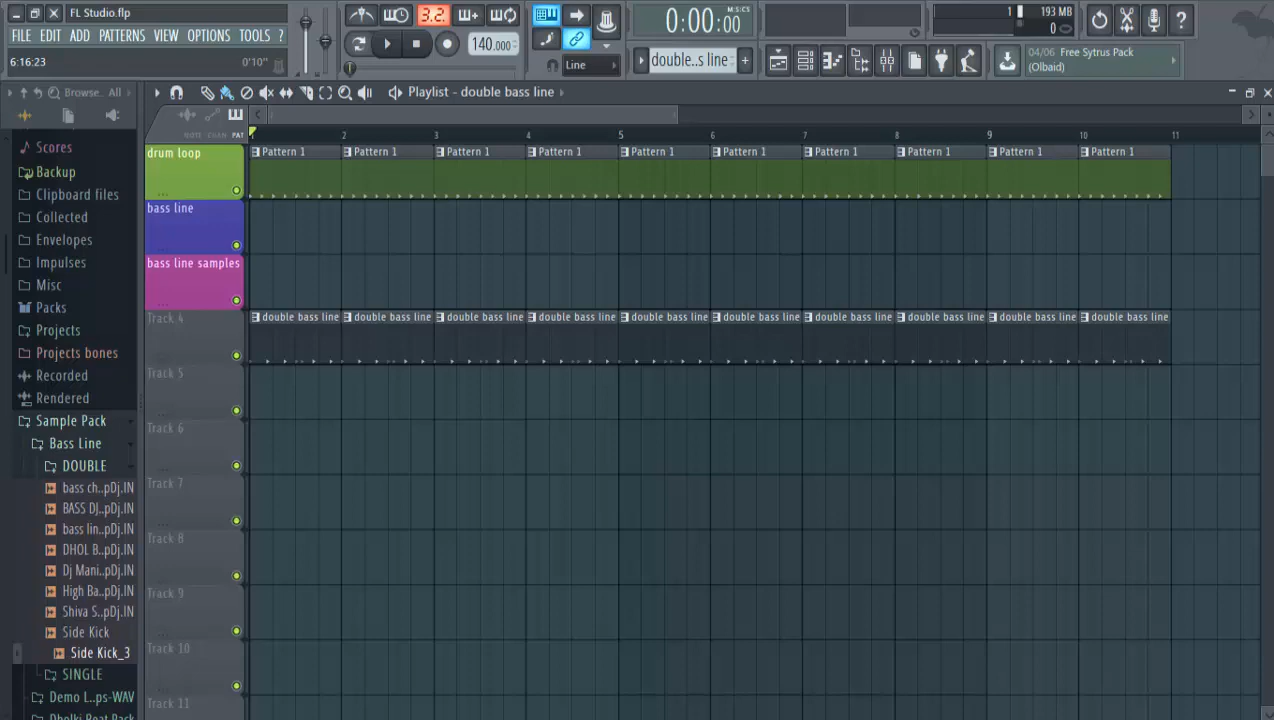 FL Studio.flp
FILE EDIT ADD PATTERNS VIEW OPTIONS TOOLS ?
6:16:23 0'10"
3.2.
140.000
Line
0:00:00
M:S:CS
double..s line
1 193 MB
0
04/06 Free Sytrus Pack
(Olbaid)
Browse.. All
Playlist - double bass line
NOTE CHAN PAT
1 2 3 4 5 6 7 8 9 10 11
Scores
Backup
Clipboard files
Collected
Envelopes
Impulses
Misc
Packs
Projects
Projects bones
Recorded
Rendered
Sample Pack
Bass Line
DOUBLE
bass ch..pDj.IN
BASS DJ..pDj.IN
bass lin..pDj.IN
DHOL B..pDj.IN
Dj Mani..pDj.IN
High Ba..pDj.IN
Shiva S..pDj.IN
Side Kick
Side Kick_3
SINGLE
Demo L..ps-WAV
Dholki Beat Pack
drum loop
Pattern 1 Pattern 1 Pattern 1 Pattern 1 Pattern 1 Pattern 1 Pattern 1 Pattern 1 Pattern 1 Pattern 1
bass line
bass line samples
Track 4
double bass line double bass line double bass line double bass line double bass line double bass line double bass line double bass line double bass line double bass line
Track 5
Track 6
Track 7
Track 8
Track 9
Track 10
Track 11